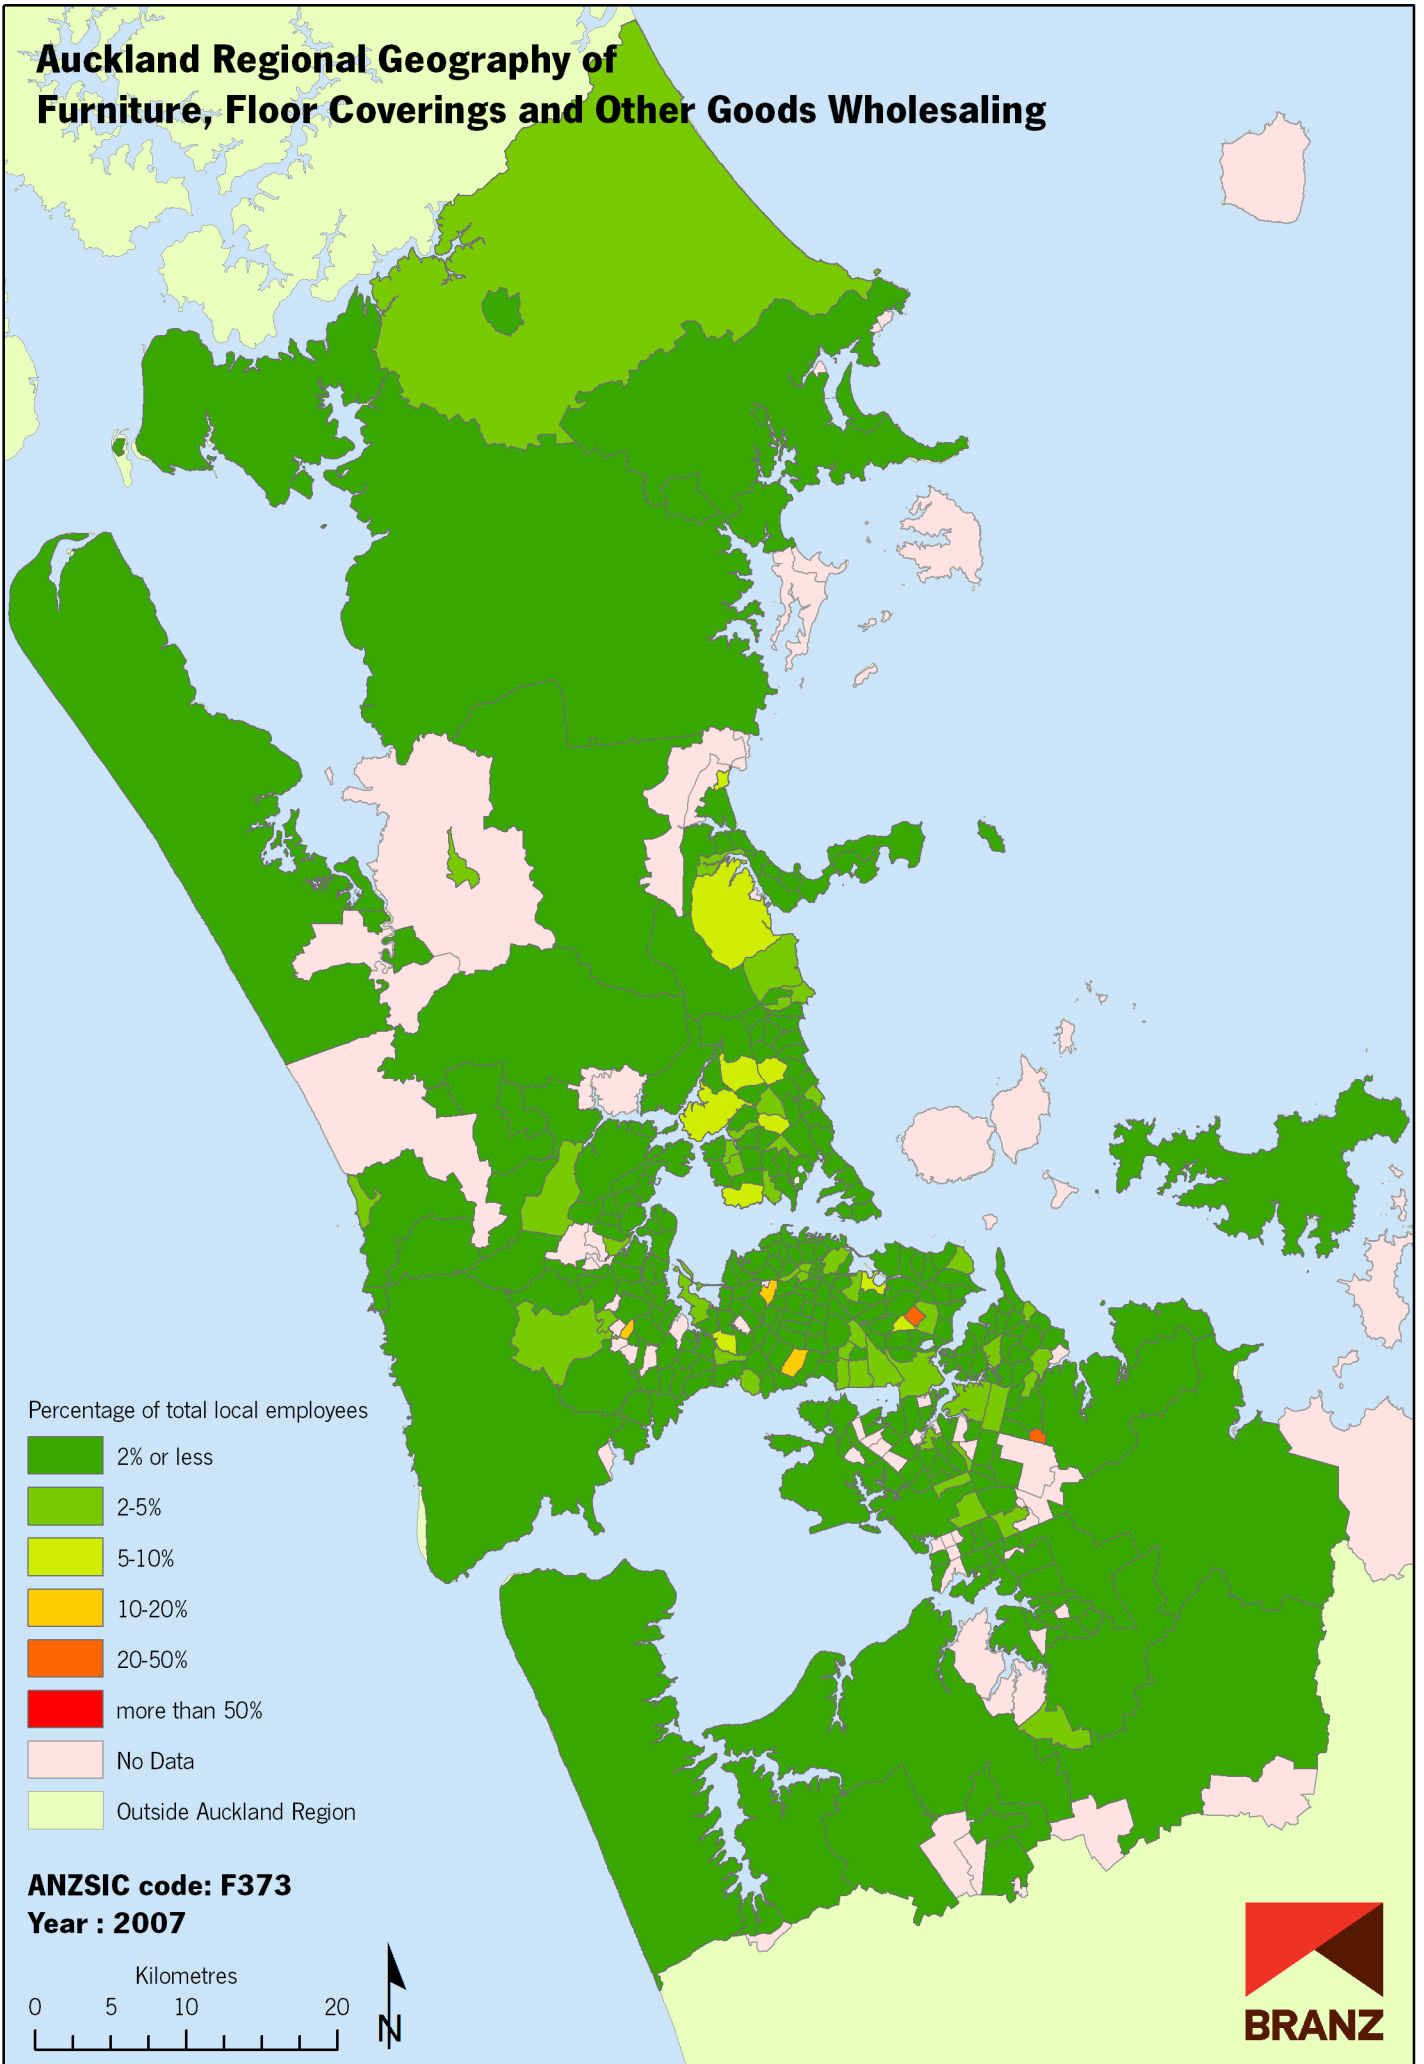 Auckland Regional Geography of
Furniture, Floor Coverings and Other Goods Wholesaling
Percentage of total local employees
2% or less
2-5%
5-10%
10-20%
20-50%
more than 50%
No Data
Outside Auckland Region
ANZSIC code: F373
Year : 2007
Kilometres
0 5 10 20
N
BRANZ